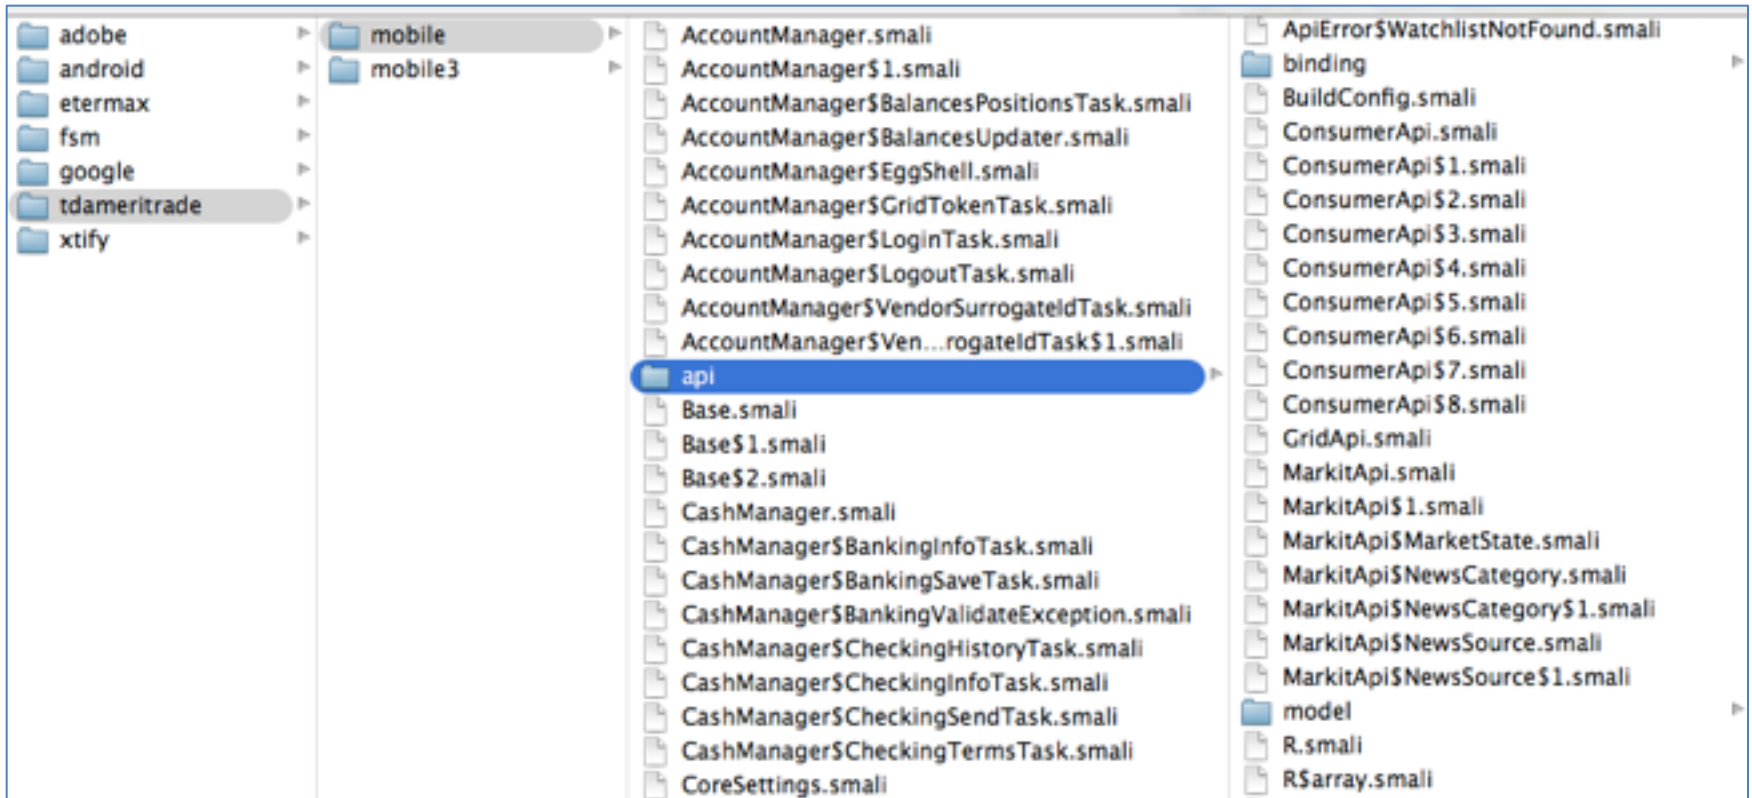 adobe
android
etermax
fsm
google
tdameritrade
xtify
mobile
mobile3
AccountManager.smali
AccountManager$1.smali
AccountManager$BalancesPositionsTask.smali
AccountManager$BalancesUpdater.smali
AccountManager$EggShell.smali
AccountManager$GridTokenTask.smali
AccountManager$LoginTask.smali
AccountManager$LogoutTask.smali
AccountManager$VendorSurrogateIdTask.smali
AccountManager$Ven...rogateIdTask$1.smali
api
Base.smali
Base$1.smali
Base$2.smali
CashManager.smali
CashManager$BankingInfoTask.smali
CashManager$BankingSaveTask.smali
CashManager$BankingValidateException.smali
CashManager$CheckingHistoryTask.smali
CashManager$CheckingInfoTask.smali
CashManager$CheckingSendTask.smali
CashManager$CheckingTermsTask.smali
CoreSettings.smali
ApiError$WatchlistNotFound.smali
binding
BuildConfig.smali
ConsumerApi.smali
ConsumerApi$1.smali
ConsumerApi$2.smali
ConsumerApi$3.smali
ConsumerApi$4.smali
ConsumerApi$5.smali
ConsumerApi$6.smali
ConsumerApi$7.smali
ConsumerApi$8.smali
GridApi.smali
MarkitApi.smali
MarkitApi$1.smali
MarkitApi$MarketState.smali
MarkitApi$NewsCategory.smali
MarkitApi$NewsCategory$1.smali
MarkitApi$NewsSource.smali
MarkitApi$NewsSource$1.smali
model
R.smali
R$array.smali